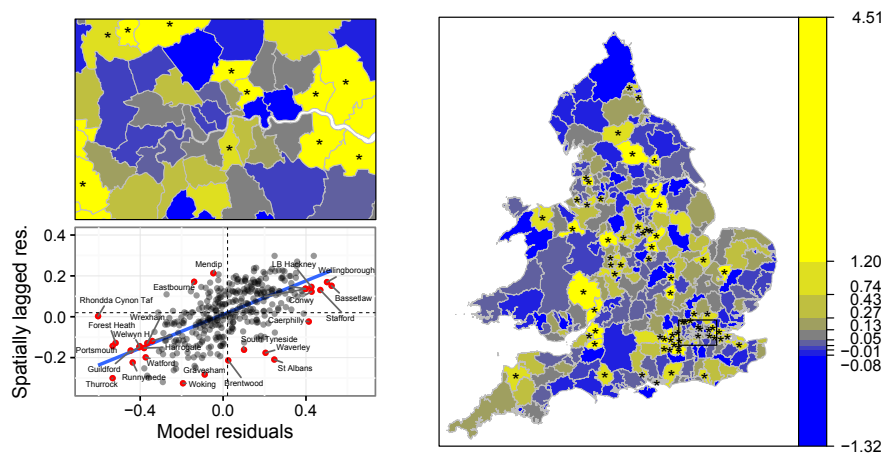 Spatially lagged res.
0.4
0.2
0.0
−0.2
−0.4
0.0
0.4
Model residuals
Mendip
LB Hackney
Wellingborough
Eastbourne
Rhondda Cynon Taf
Conwy
Bassetlaw
Wrexham
Forest Heath
Caerphilly
Stafford
Welwyn H
South Tyneside
Portsmouth
Harrogate
Waverley
Watford
St Albans
Guildford
Gravesham
Runnymede
Brentwood
Thurrock
Woking
4.51
1.20
0.74
0.43
0.27
0.13
0.05
−0.01
−0.08
−1.32